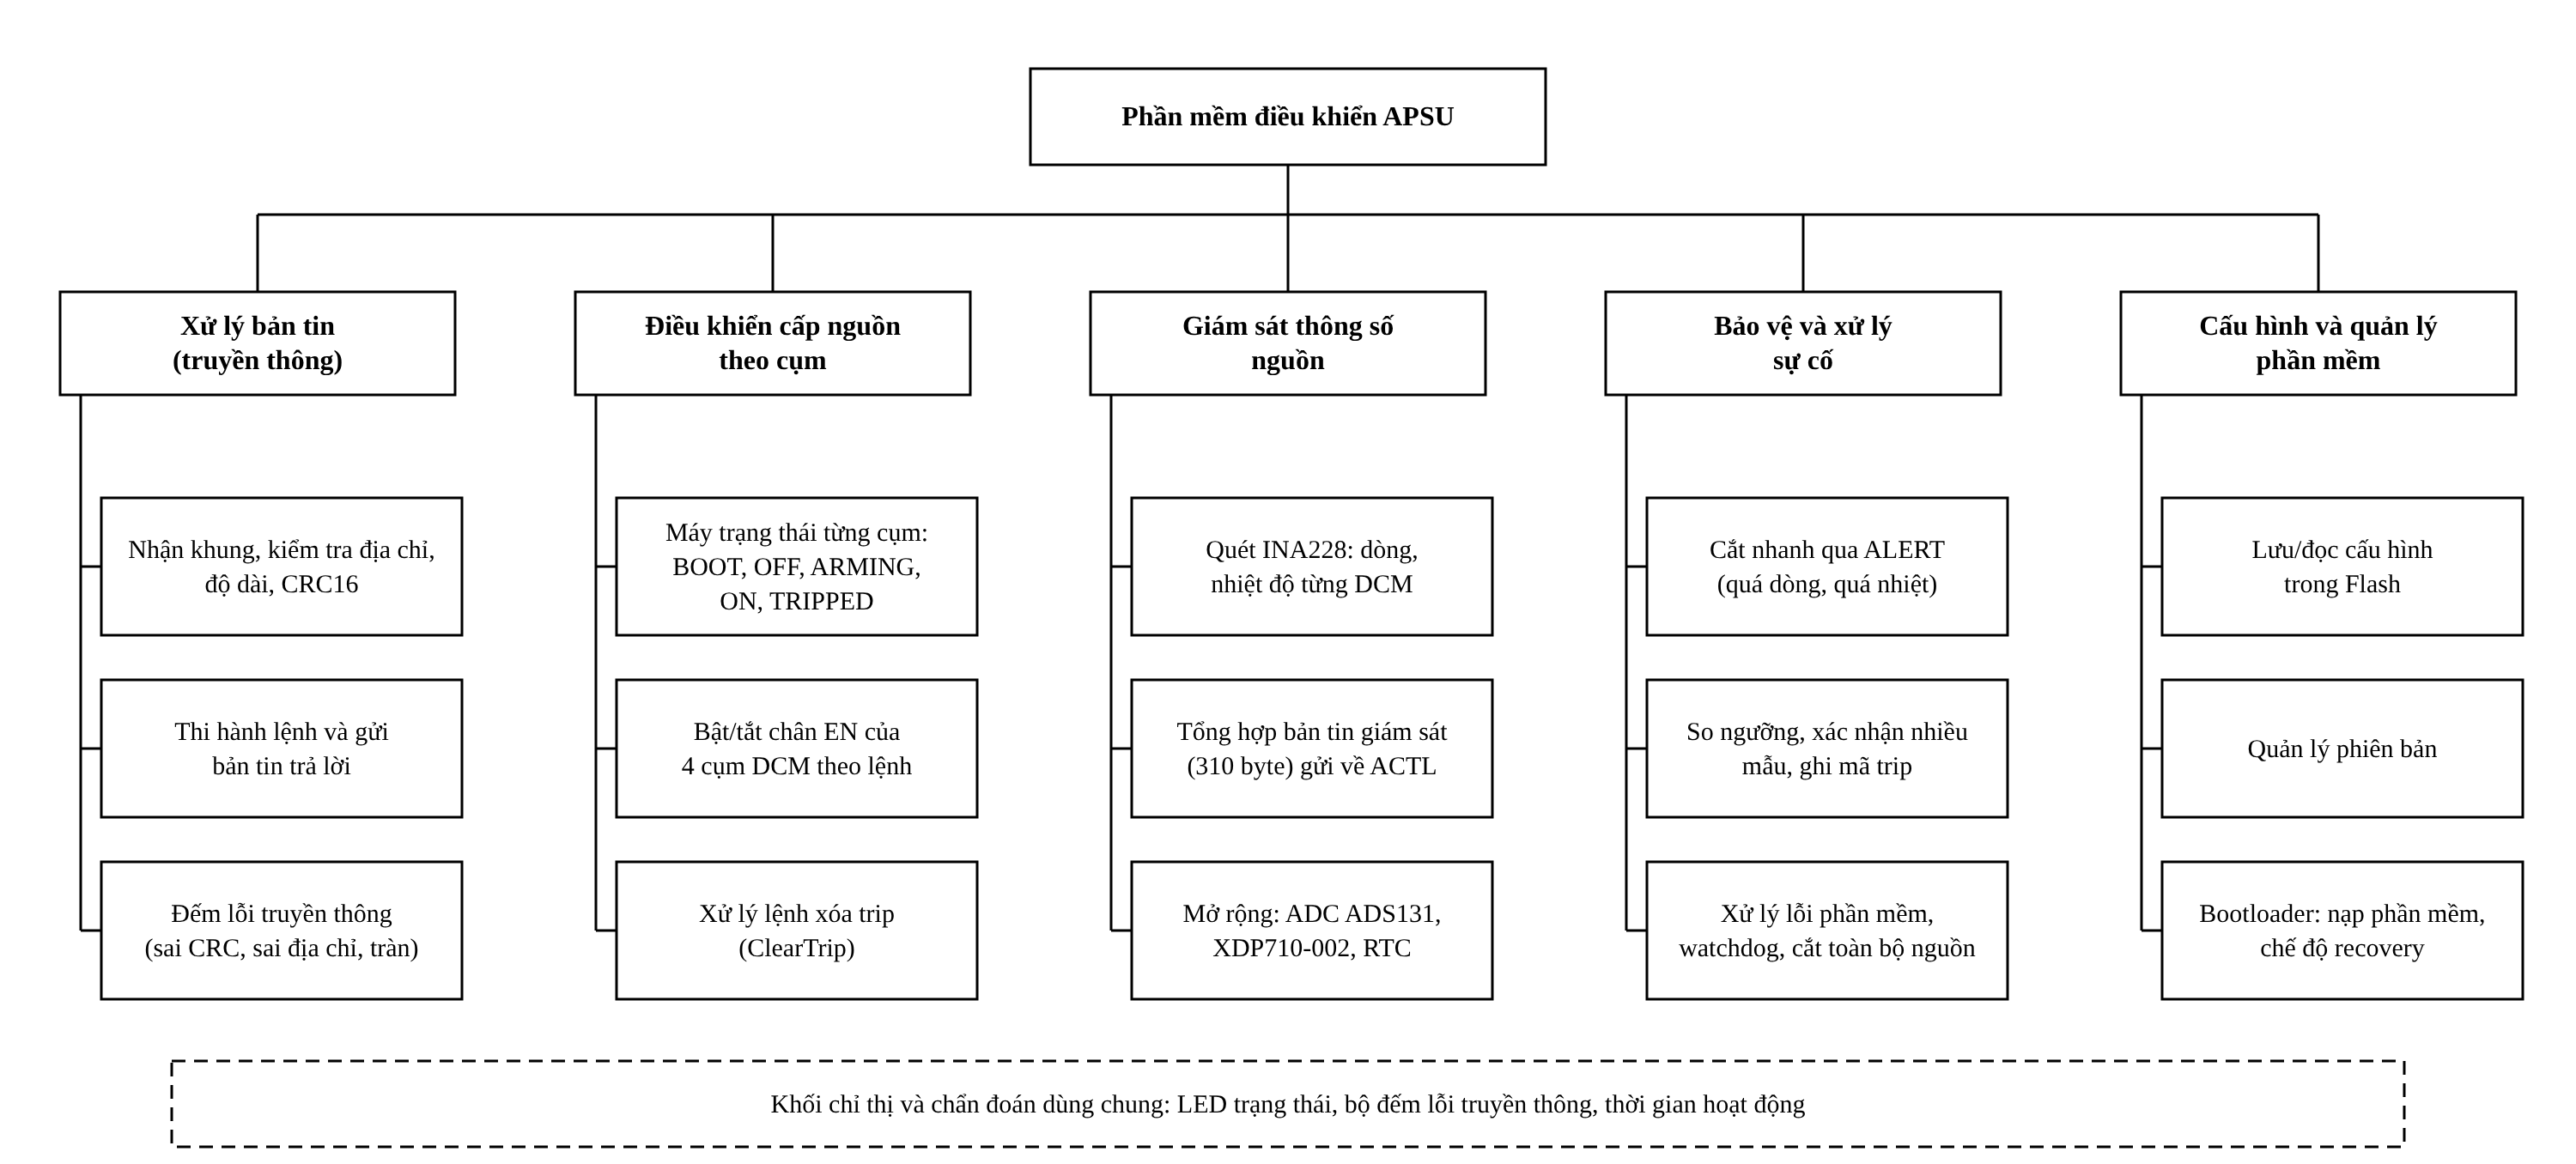 Phần mềm điều khiển APSU
Xử lý bản tin
(truyền thông)
Điều khiển cấp nguồn
theo cụm
Giám sát thông số
nguồn
Bảo vệ và xử lý
sự cố
Cấu hình và quản lý
phần mềm
Nhận khung, kiểm tra địa chỉ,
độ dài, CRC16
Máy trạng thái từng cụm:
BOOT, OFF, ARMING,
ON, TRIPPED
Quét INA228: dòng,
nhiệt độ từng DCM
Cắt nhanh qua ALERT
(quá dòng, quá nhiệt)
Lưu/đọc cấu hình
trong Flash
Thi hành lệnh và gửi
bản tin trả lời
Bật/tắt chân EN của
4 cụm DCM theo lệnh
Tổng hợp bản tin giám sát
(310 byte) gửi về ACTL
So ngưỡng, xác nhận nhiều
mẫu, ghi mã trip
Quản lý phiên bản
Đếm lỗi truyền thông
(sai CRC, sai địa chỉ, tràn)
Xử lý lệnh xóa trip
(ClearTrip)
Mở rộng: ADC ADS131,
XDP710-002, RTC
Xử lý lỗi phần mềm,
watchdog, cắt toàn bộ nguồn
Bootloader: nạp phần mềm,
chế độ recovery
Khối chỉ thị và chẩn đoán dùng chung: LED trạng thái, bộ đếm lỗi truyền thông, thời gian hoạt động